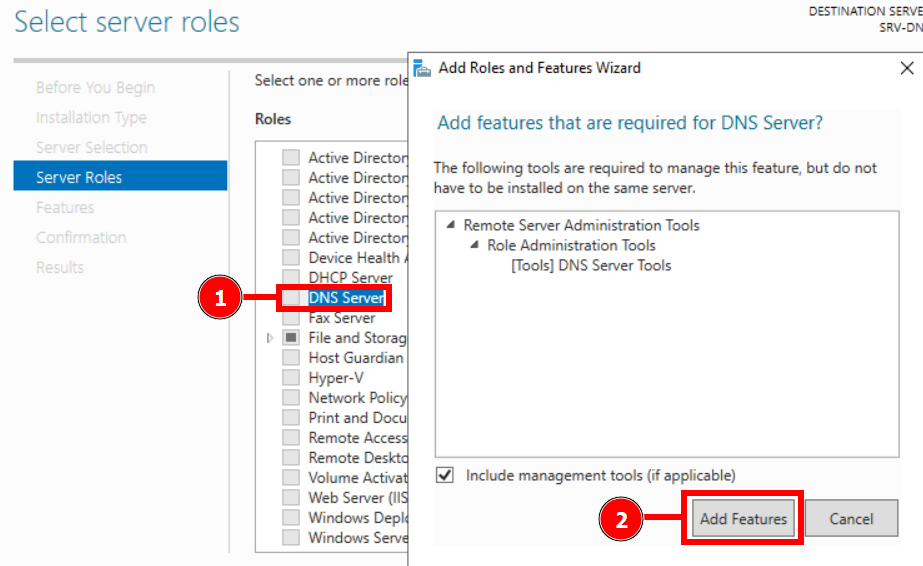 Select server roles
DESTINATION SERVE
SRV-DN
Before You Begin
Installation Type
Server Selection
Server Roles
Features
Confirmation
Results
Select one or more role
Roles
Active Directory
Active Directory
Active Directory
Active Directory
Active Directory
Device Health A
DHCP Server
1
DNS Server
Fax Server
File and Storag
Host Guardian
Hyper-V
Network Policy
Print and Docu
Remote Access
Remote Deskto
Volume Activat
Web Server (IIS
Windows Deplo
Windows Serve
Add Roles and Features Wizard
Add features that are required for DNS Server?
The following tools are required to manage this feature, but do not
have to be installed on the same server.
Remote Server Administration Tools
Role Administration Tools
[Tools] DNS Server Tools
Include management tools (if applicable)
2
Add Features
Cancel